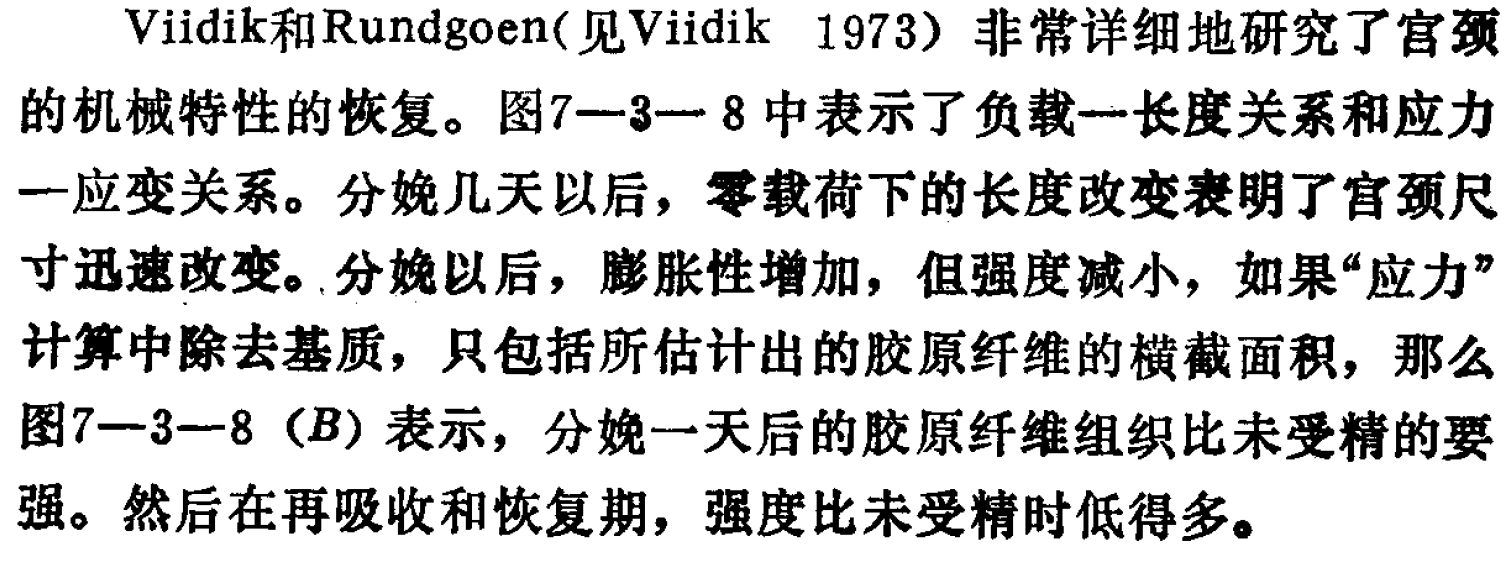 Viidik和Rundgoen(见Viidik 1973）非常详细地研究了宫颈
的机械特性的恢复。图7—3—8中表示了负载—长度关系和应力
—应变关系。分娩几天以后，零载荷下的长度改变表明了宫颈尺
寸迅速改变。分娩以后，膨胀性增加，但强度减小，如果“应力”
计算中除去基质，只包括所估计出的胶原纤维的横截面积，那么
图7—3—8（B）表示，分娩一天后的胶原纤维组织比未受精的要
强。然后在再吸收和恢复期，强度比未受精时低得多。